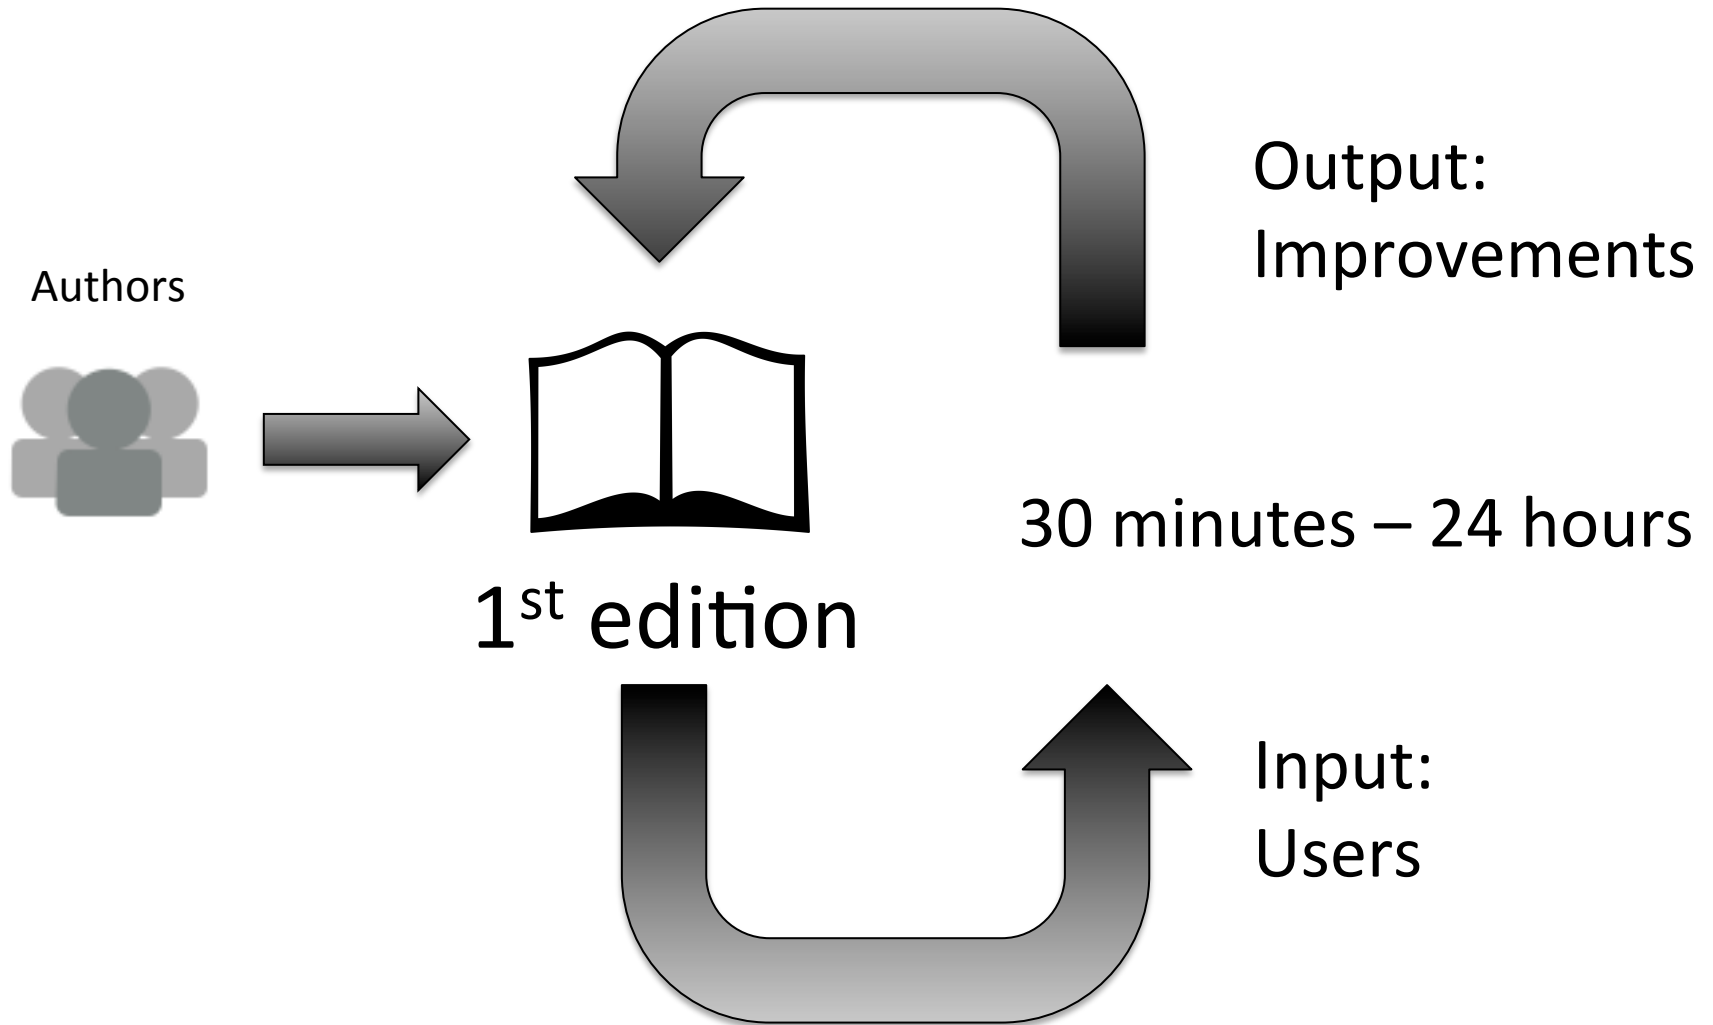 Output:
Improvements
Authors
30 minutes – 24 hours
1st edition
Input:
Users